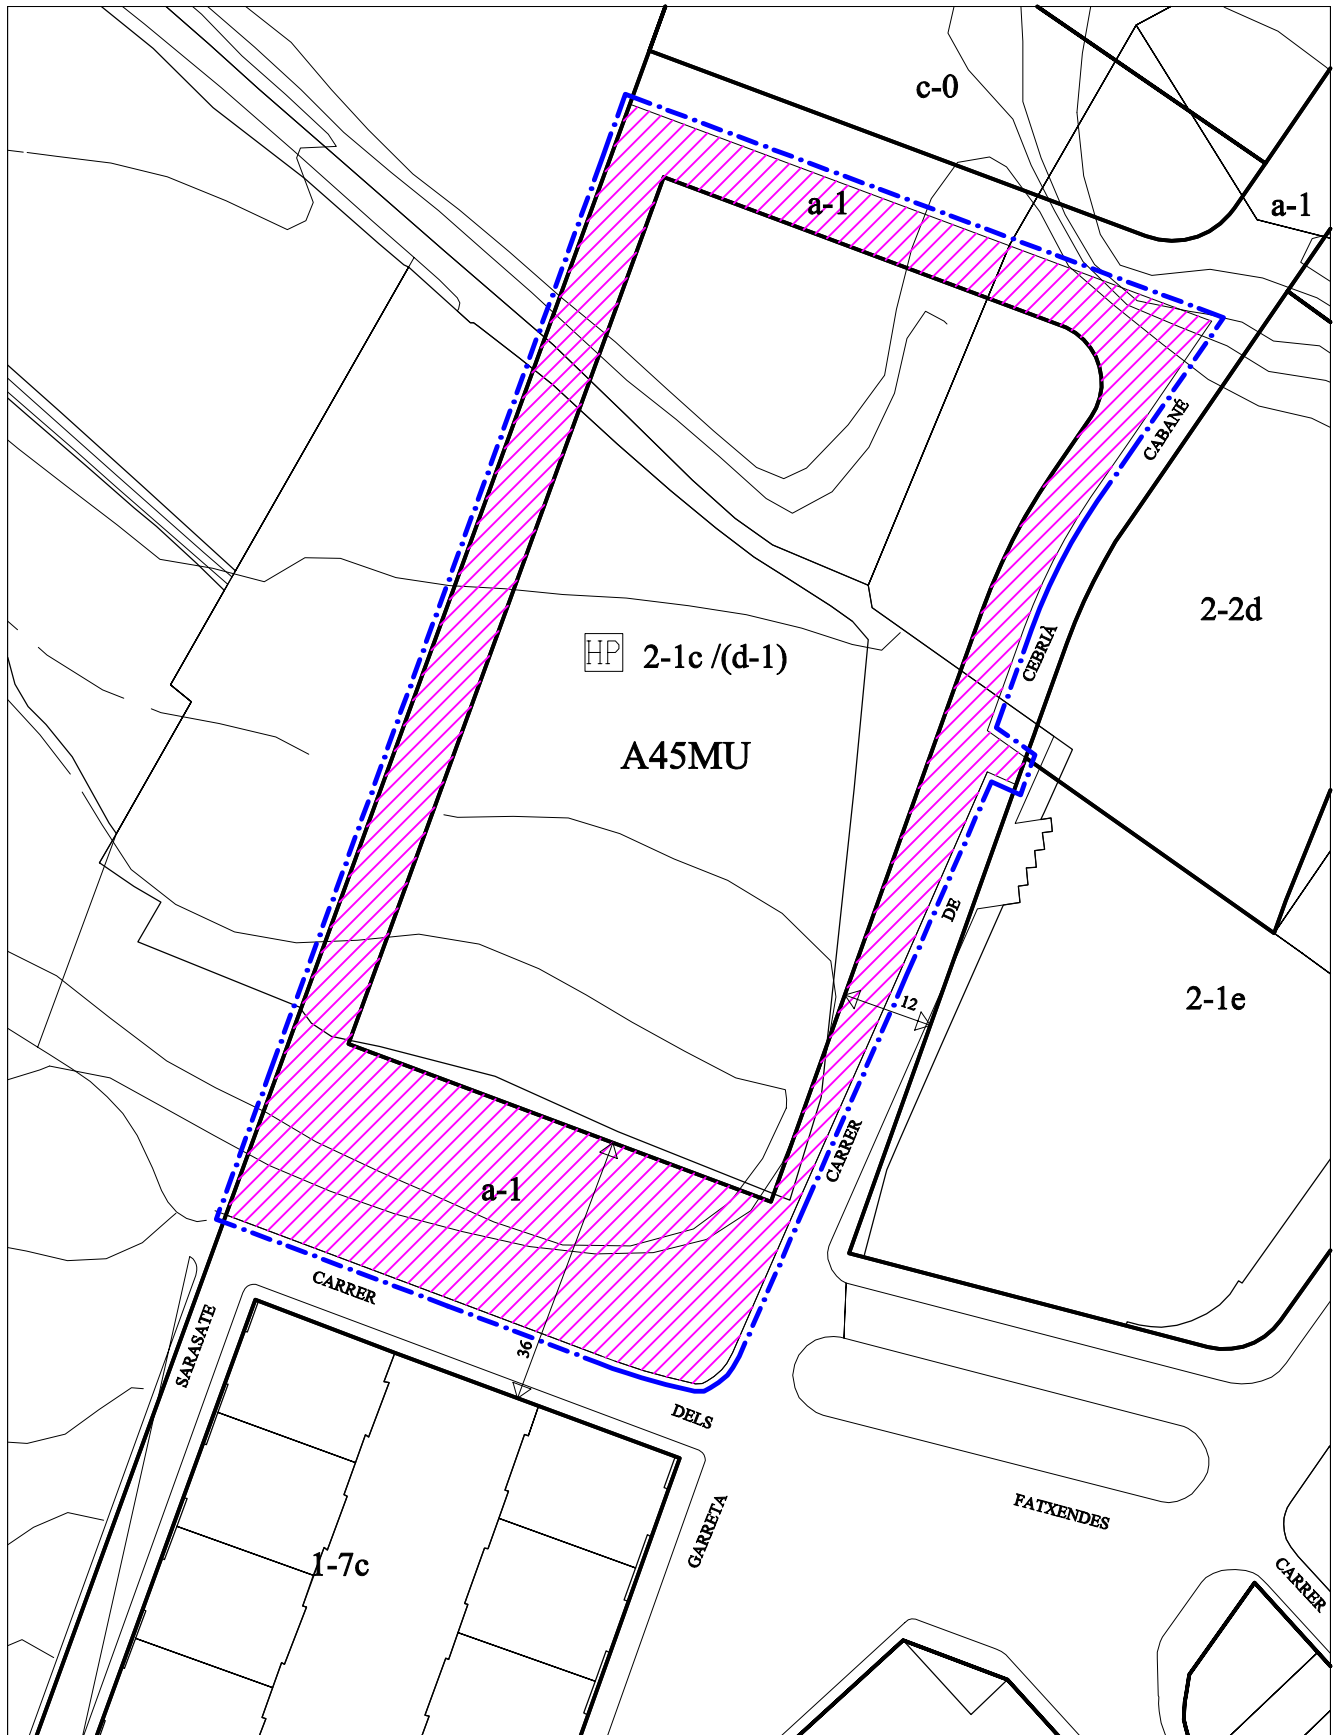 c-0
a-1
a-1
CABANÉ
2-2d
CEBRIÀ
HP 2-1c /(d-1)
A45MU
DE
2-1e
12
CARRER
a-1
CARRER
SARASATE
36
DELS
FATXENDES
GARRETA
1-7c
CARRER